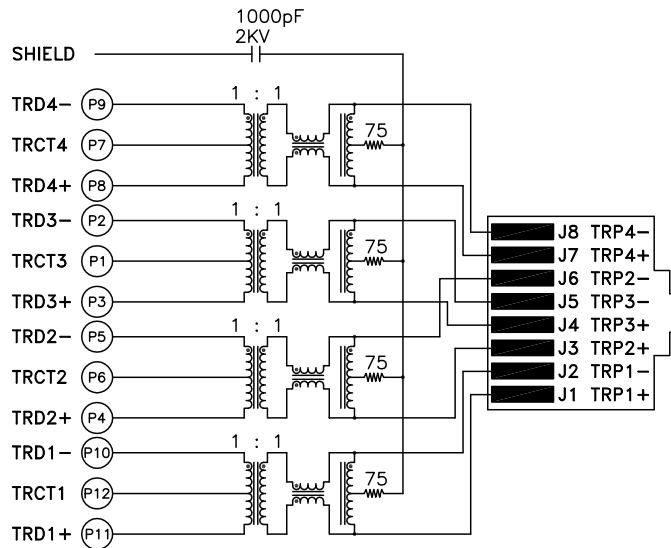 1000pF
2KV
SHIELD
TRD4- P9 1 : 1
TRCT4 P7 75
TRD4+ P8
TRD3- P2 1 : 1
TRCT3 P1 75
TRD3+ P3
TRD2- P5 1 : 1
TRCT2 P6 75
TRD2+ P4
TRD1- P10 1 : 1
TRCT1 P12 75
TRD1+ P11
J8 TRP4-
J7 TRP4+
J6 TRP2-
J5 TRP3-
J4 TRP3+
J3 TRP2+
J2 TRP1-
J1 TRP1+